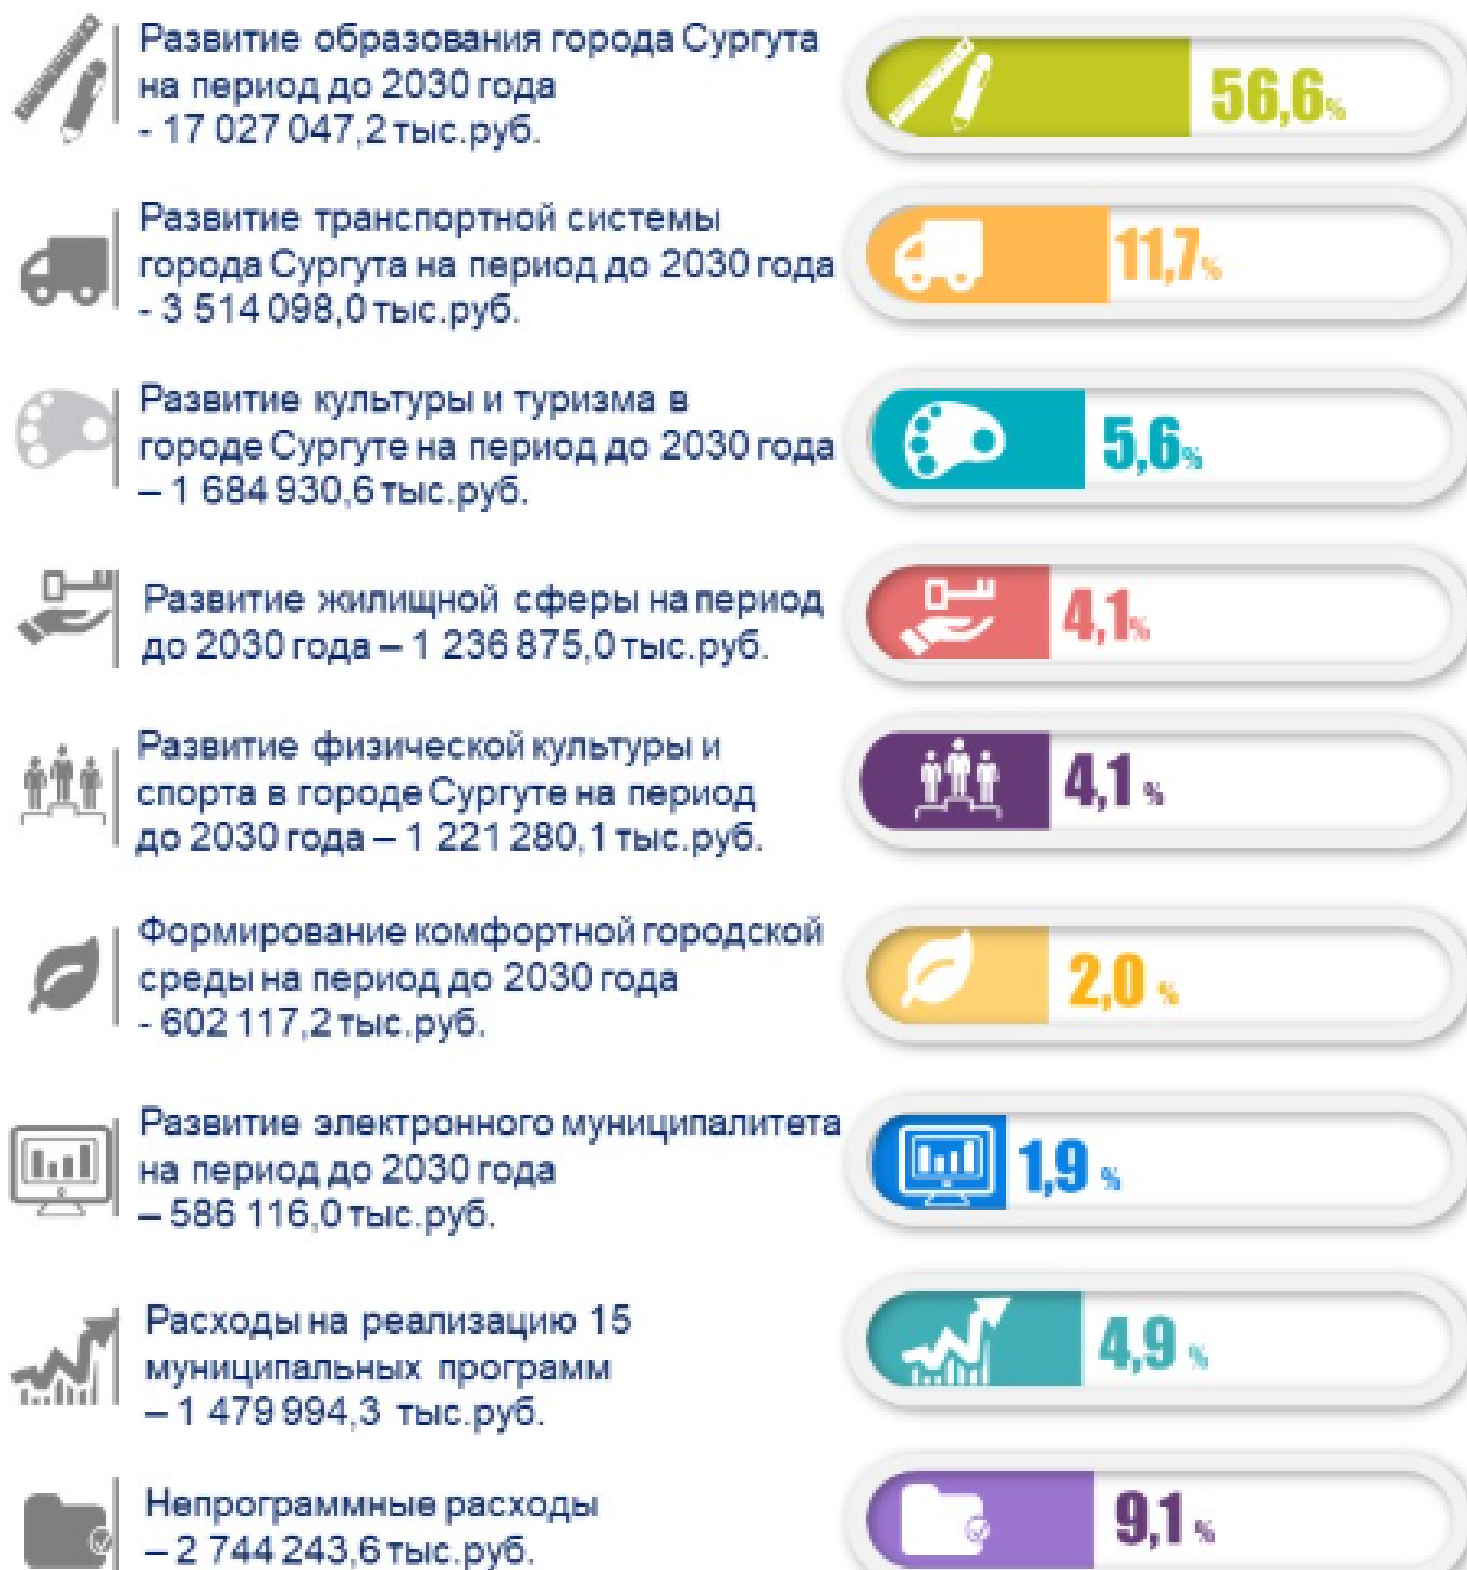 Развитие образования города Сургута
на период до 2030 года
- 17 027 047,2 тыс.руб.
56,6%
Развитие транспортной системы
города Сургута на период до 2030 года
- 3 514 098,0 тыс.руб.
11,7%
Развитие культуры и туризма в
городе Сургуте на период до 2030 года
– 1 684 930,6 тыс.руб.
5,6%
Развитие жилищной сферы на период
до 2030 года – 1 236 875,0 тыс.руб.
4,1%
Развитие физической культуры и
спорта в городе Сургуте на период
до 2030 года – 1 221 280,1 тыс.руб.
4,1 %
Формирование комфортной городской
среды на период до 2030 года
- 602 117,2 тыс.руб.
2,0 %
Развитие электронного муниципалитета
на период до 2030 года
– 586 116,0 тыс.руб.
1,9 %
Расходы на реализацию 15
муниципальных программ
– 1 479 994,3 тыс.руб.
4,9 %
Непрограммные расходы
– 2 744 243,6 тыс.руб.
9,1 %